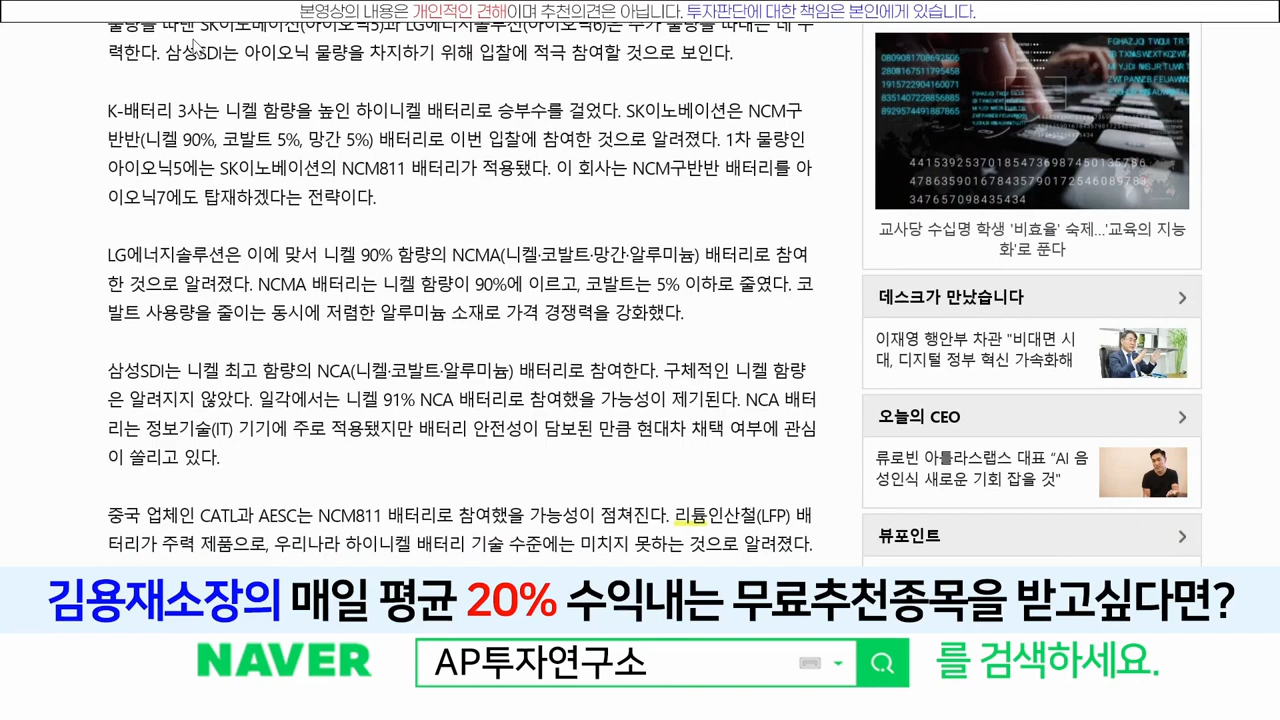 본영상의 내용은 개인적인 견해이며 추천의견은 아닙니다. 투자판단에 대한 책임은 본인에게 있습니다.
력한다. 삼성SDI는 아이오닉 물량을 차지하기 위해 입찰에 적극 참여할 것으로 보인다.
K-배터리 3사는 니켈 함량을 높인 하이니켈 배터리로 승부수를 걸었다. SK이노베이션은 NCM구
반반(니켈 90%, 코발트 5%, 망간 5%) 배터리로 이번 입찰에 참여한 것으로 알려졌다. 1차 물량인
아이오닉5에는 SK이노베이션의 NCM811 배터리가 적용됐다. 이 회사는 NCM구반반 배터리를 아
이오닉7에도 탑재하겠다는 전략이다.
LG에너지솔루션은 이에 맞서 니켈 90% 함량의 NCMA(니켈·코발트·망간·알루미늄) 배터리로 참여
한 것으로 알려졌다. NCMA 배터리는 니켈 함량이 90%에 이르고, 코발트는 5% 이하로 줄였다. 코
발트 사용량을 줄이는 동시에 저렴한 알루미늄 소재로 가격 경쟁력을 강화했다.
삼성SDI는 니켈 최고 함량의 NCA(니켈·코발트·알루미늄) 배터리로 참여한다. 구체적인 니켈 함량
은 알려지지 않았다. 일각에서는 니켈 91% NCA 배터리로 참여했을 가능성이 제기된다. NCA 배터
리는 정보기술(IT) 기기에 주로 적용됐지만 배터리 안전성이 담보된 만큼 현대차 채택 여부에 관심
이 쏠리고 있다.
중국 업체인 CATL과 AESC는 NCM811 배터리로 참여했을 가능성이 점쳐진다. 리튬인산철(LFP) 배
터리가 주력 제품으로, 우리나라 하이니켈 배터리 기술 수준에는 미치지 못하는 것으로 알려졌다.
교사당 수십명 학생 '비효율' 숙제...'교육의 지능
화'로 푼다
데스크가 만났습니다
이재영 행안부 차관 "비대면 시
대, 디지털 정부 혁신 가속화해
오늘의 CEO
류로빈 아틀라스랩스 대표 “AI 음
성인식 새로운 기회 잡을 것"
뷰포인트
김용재소장의 매일 평균 20% 수익내는 무료추천종목을 받고싶다면?
NAVER AP투자연구소 를 검색하세요.